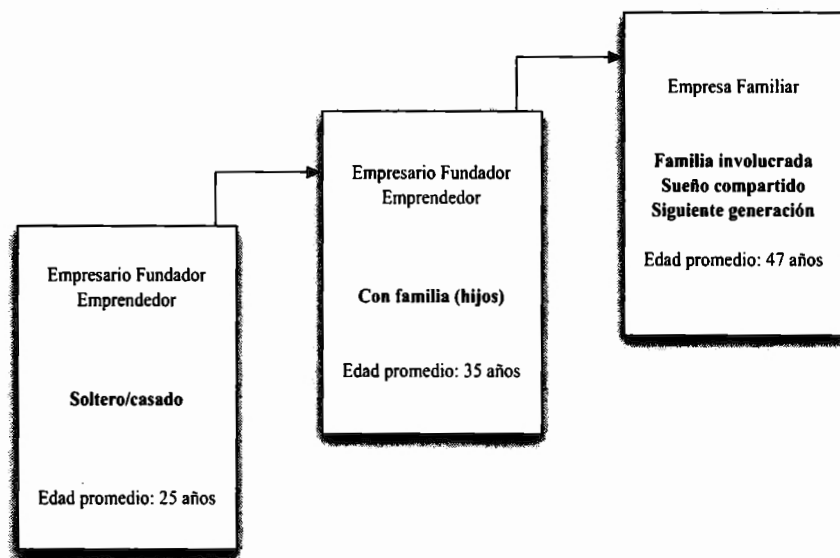 Empresario Fundador
Emprendedor
Soltero/casado
Edad promedio: 25 años
Empresario Fundador
Emprendedor
Con familia (hijos)
Edad promedio: 35 años
Empresa Familiar
Familia involucrada
Sueño compartido
Siguiente generación
Edad promedio: 47 años